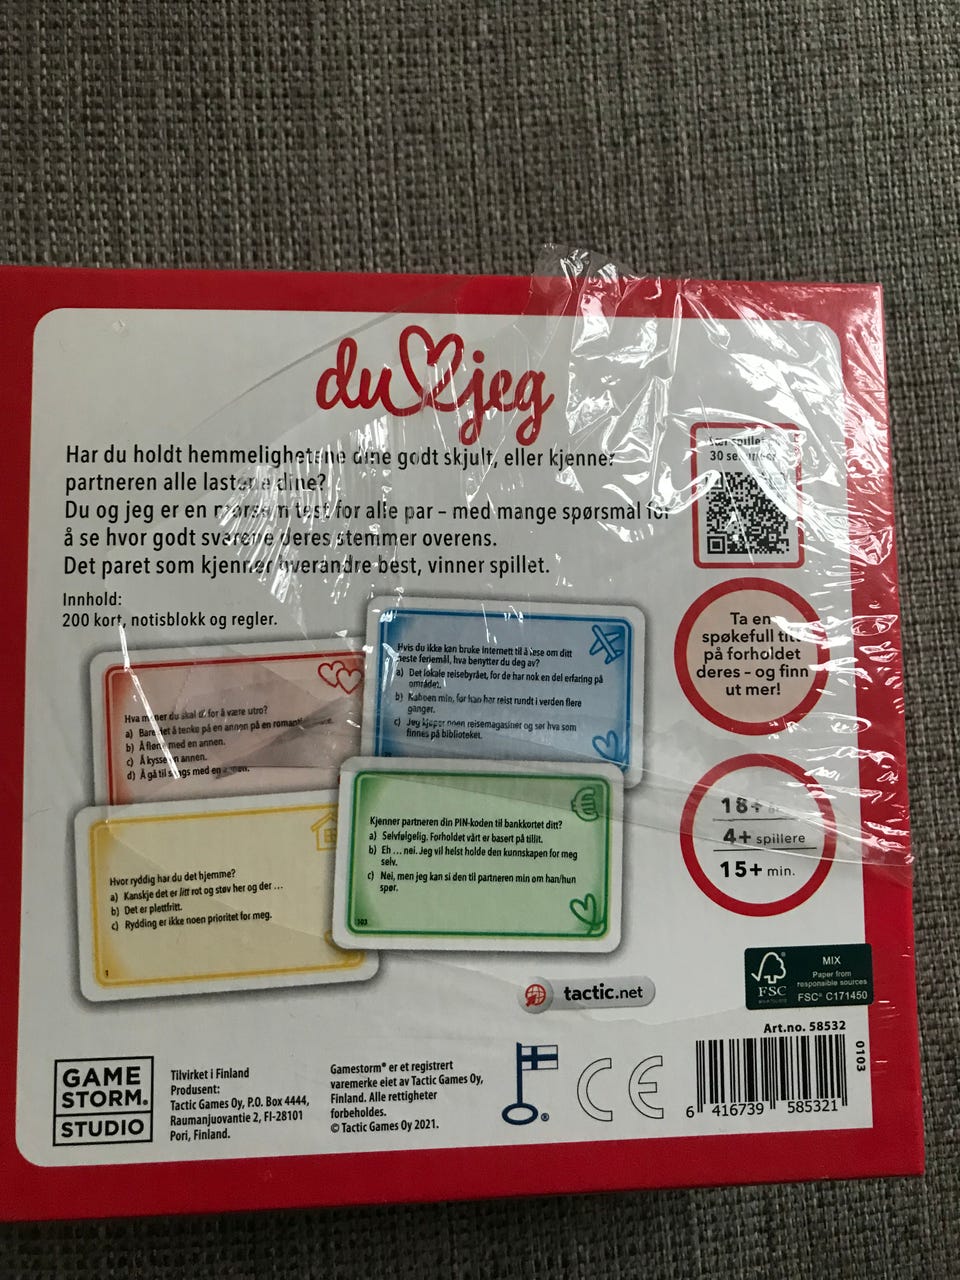 du jeg
Har du holdt hemmelighetene dine godt skjult, eller kjenner
partneren alle lastene dine?
Du og jeg er en morsom test for alle par – med mange spørsmål for
å se hvor godt svarene deres stemmer overens.
Det paret som kjenner hverandre best, vinner spillet.
Innhold:
200 kort, notisblokk og regler.
Lær spillet
30 sekunder
Ta en
spøkefull titt
på forholdet
deres – og finn
ut mer!
18+
4+ spillere
15+ min.
Hva mener du skal til for å være utro?
a) Bare det å tenke på en annen på en romantisk
b) Å flørte med en annen.
c) Å kysse en annen.
d) Å gå til sengs med en annen.
Hvis du ikke kan bruke Internett til å lese om ditt
neste feriemål, hva benytter du deg av?
a) Det lokale reisebyrået, for de har nok en del erfaring på
området.
b) Naboen min, for han har reist rundt i verden flere
ganger.
c) Jeg kjøper noen reisemagasiner og ser hva som
finnes på biblioteket.
Hvor ryddig har du det hjemme?
a) Kanskje det er litt rot og støv her og der ...
b) Det er plettfritt.
c) Rydding er ikke noen prioritet for meg.
1
Kjenner partneren din PIN-koden til bankkortet ditt?
a) Selvfølgelig. Forholdet vårt er basert på tillit.
b) Eh ... nei. Jeg vil helst holde den kunnskapen for meg
selv.
c) Nei, men jeg kan si den til partneren min om han/hun
spør.
103
tactic.net
FSC
MIX
Paper from
responsible sources
FSC® C171450
Art.no. 58532
0103
6 416739 585321
GAME
STORM®
STUDIO
Tilvirket i Finland
Produsent:
Tactic Games Oy, P.O. Box 4444,
Raumanjuovantie 2, FI-28101
Pori, Finland.
Gamestorm® er et registrert
varemerke eiet av Tactic Games Oy,
Finland. Alle rettigheter
forbeholdes.
© Tactic Games Oy 2021.
®
CE